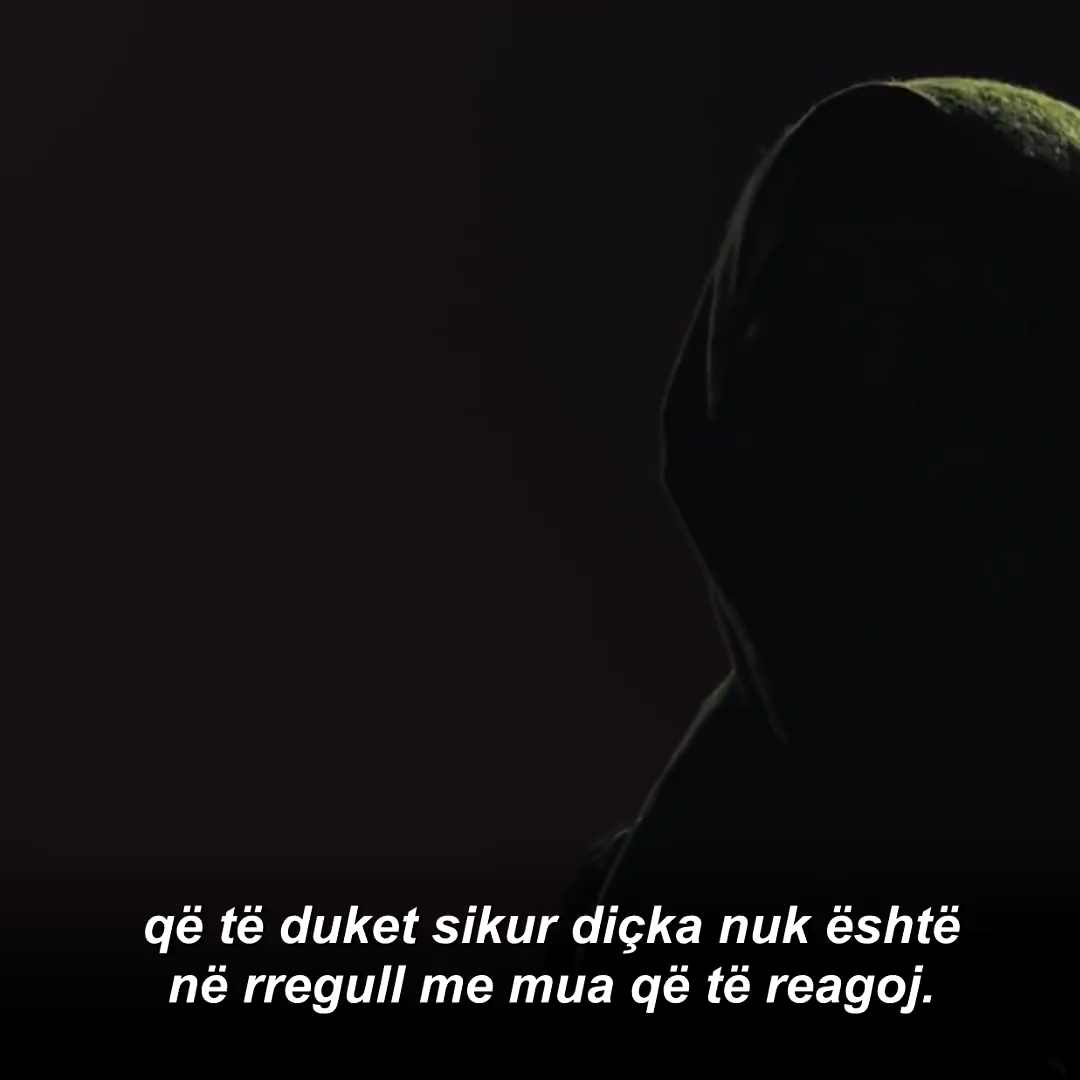 që të duket sikur diçka nuk është
në rregull me mua që të reagoj.